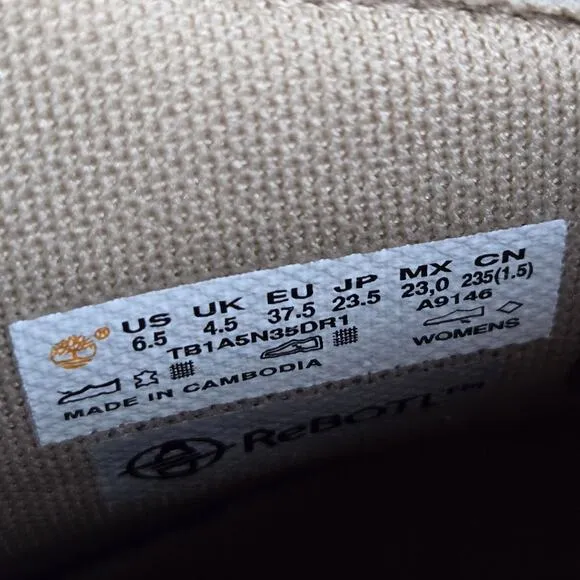 US UK EU JP MX CN
6.5 4.5 37.5 23.5 23,0 235(1.5)
TB1A5N35DR1 A9146
MADE IN CAMBODIA WOMENS
ReBOTL